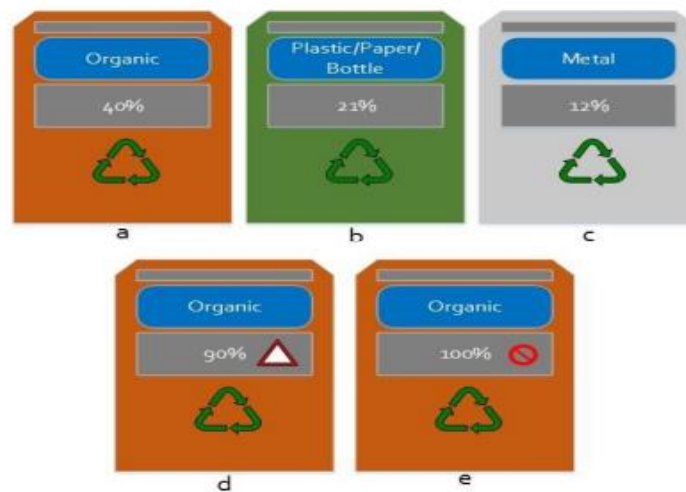 Organic
40%
a
Plastic/Paper/
Bottle
21%
b
Metal
12%
c
Organic
90%
d
Organic
100%
e